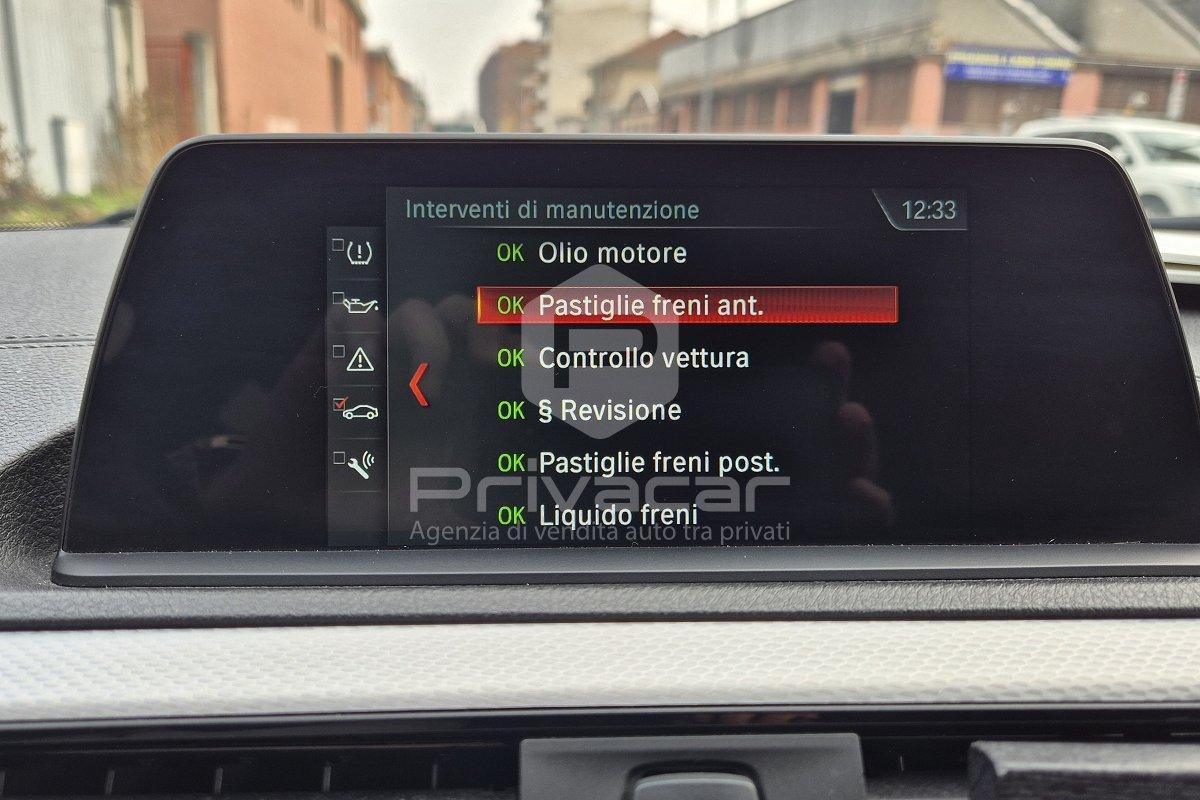 Interventi di manutenzione
12:33
OK Olio motore
OK Pastiglie freni ant.
OK Controllo vettura
OK § Revisione
OK Pastiglie freni post.
OK Liquido freni
Privacar
Agenzia di vendita auto tra privati